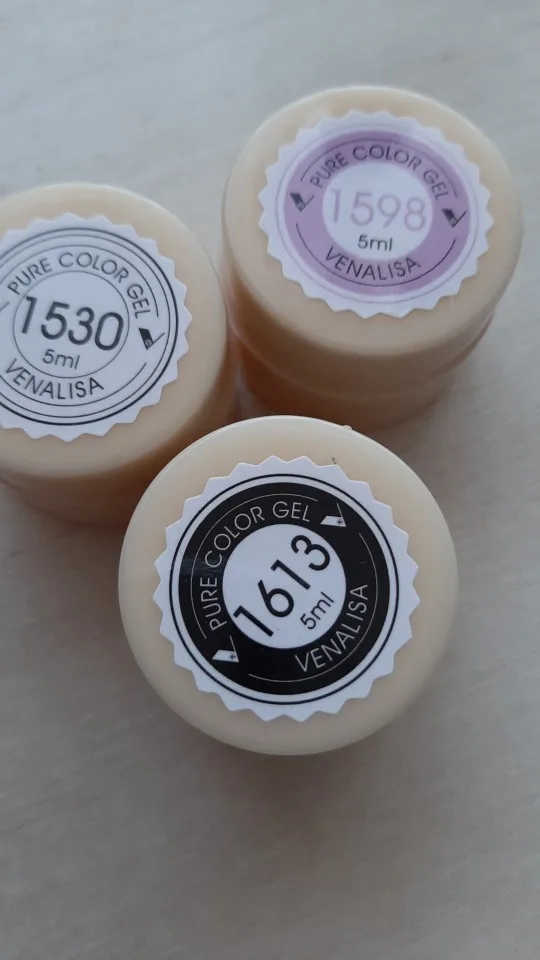 PURE COLOR GEL
1598
5ml
VENALISA
PURE COLOR GEL
1530
5ml
VENALISA
PURE COLOR GEL
1613
5ml
VENALISA